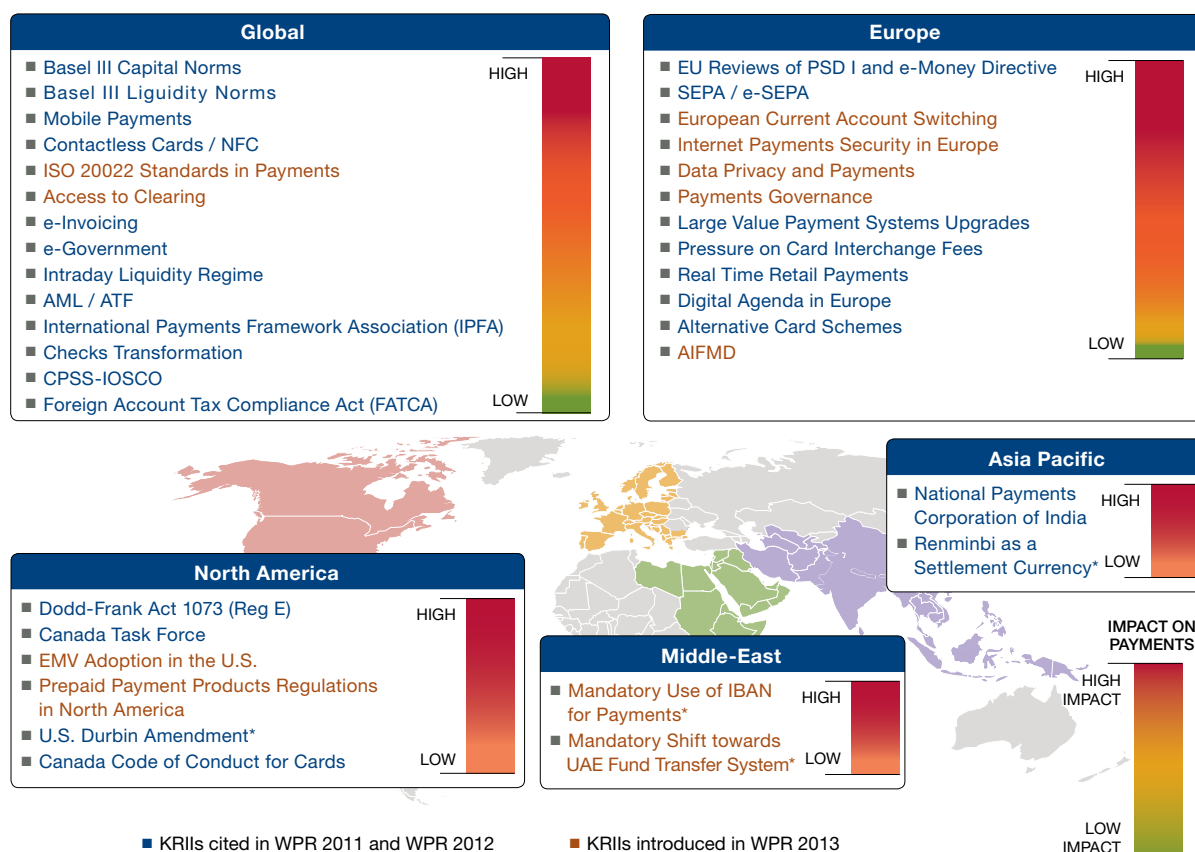 Global
Basel III Capital Norms
Basel III Liguidity Norms
Mobile Payments
Contactless Cards / NFC
ISO 20022 Standards in Payments
Access to Clearing
e-Invoicing
e-Government
Intraday Liquidity Regime
AML / ATF
International Payments Framework Association (IPFA)
Checks Transformation
CPSS-IOSCO
Foreign Account Tax Compliance Act (FATCA)
HIGH
LOW
Europe
EU Reviews of PSD I and e-Money Directive
SEPA / e-SEPA
European Current Account Switching
Internet Payments Security in Europe
Data Privacy and Payments
Payments Governance
Large Value Payment Systems Upgrades
Pressure on Card Interchange Fees
Real Time Retail Payments
Digital Agenda in Europe
Alternative Card Schemes
AIFMD
HIGH
LOW
Asia Pacific
National Payments
Corporation of India
Renminbi as a
Settlement Currency*
HIGH
LOW
North America
Dodd-Frank Act 1073 (Reg E)
Canada Task Force
EMV Adoption in the U.S.
Prepaid Payment Products Regulations
in North America
U.S. Durbin Amendment*
Canada Code of Conduct for Cards
HIGH
LOW
Middle-East
Mandatory Use of IBAN
for Payments*
Mandatory Shift towards
UAE Fund Transfer System*
HIGH
LOW
IMPACT ON
PAYMENTS
HIGH
IMPACT
LOW
IMPACT
KRIIs cited in WPR 2011 and WPR 2012
KRIIs introduced in WPR 2013